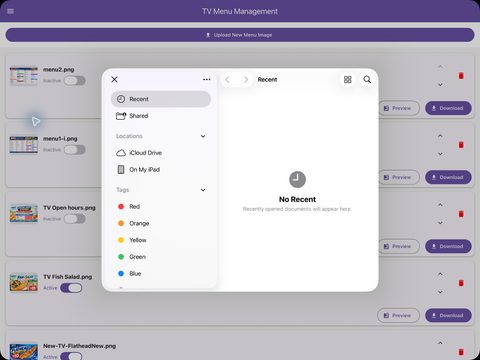 TV Menu Management
Upload New Menu Image
menu2.png
Inactive
Preview
Download
menu1-i.png
Inactive
Preview
Download
TV Open hours.png
Inactive
Preview
Download
TV Fish Salad.png
Active
Preview
Download
New-TV-FlatheadNew.png
Active
Recent
Shared
Locations
iCloud Drive
On My iPad
Tags
Red
Orange
Yellow
Green
Blue
Recent
No Recent
Recently opened documents will appear here.